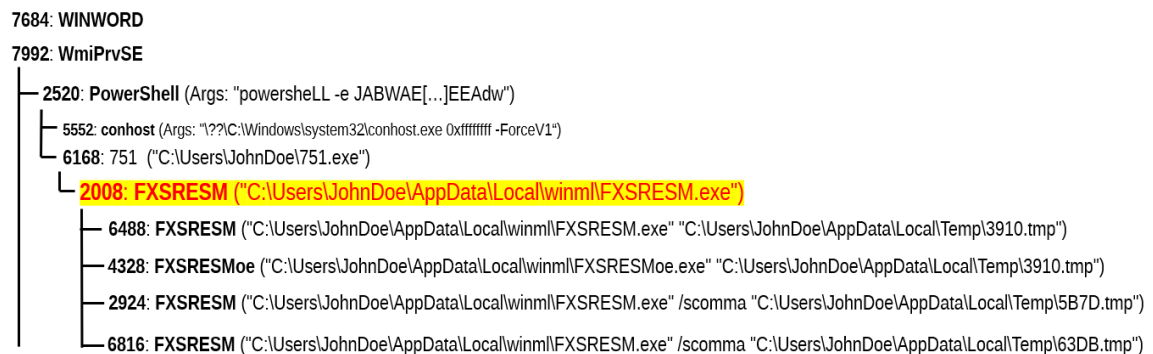 7684: WINWORD
7992: WmiPrvSE
2520: PowerShell (Args: "powersheLL -e JABWAE[…]EEAdw")
5552: conhost (Args: "\??\C:\Windows\system32\conhost.exe 0xffffffff -ForceV1“)
6168: 751 ("C:\Users\JohnDoe\751.exe")
2008: FXSRESM ("C:\Users\JohnDoe\AppData\Local\winml\FXSRESM.exe")
6488: FXSRESM ("C:\Users\JohnDoe\AppData\Local\winml\FXSRESM.exe" "C:\Users\JohnDoe\AppData\Local\Temp\3910.tmp")
4328: FXSRESMoe ("C:\Users\JohnDoe\AppData\Local\winml\FXSRESMoe.exe" "C:\Users\JohnDoe\AppData\Local\Temp\3910.tmp")
2924: FXSRESM ("C:\Users\JohnDoe\AppData\Local\winml\FXSRESM.exe" /scomma "C:\Users\JohnDoe\AppData\Local\Temp\5B7D.tmp")
6816: FXSRESM ("C:\Users\JohnDoe\AppData\Local\winml\FXSRESM.exe" /scomma "C:\Users\JohnDoe\AppData\Local\Temp\63DB.tmp")